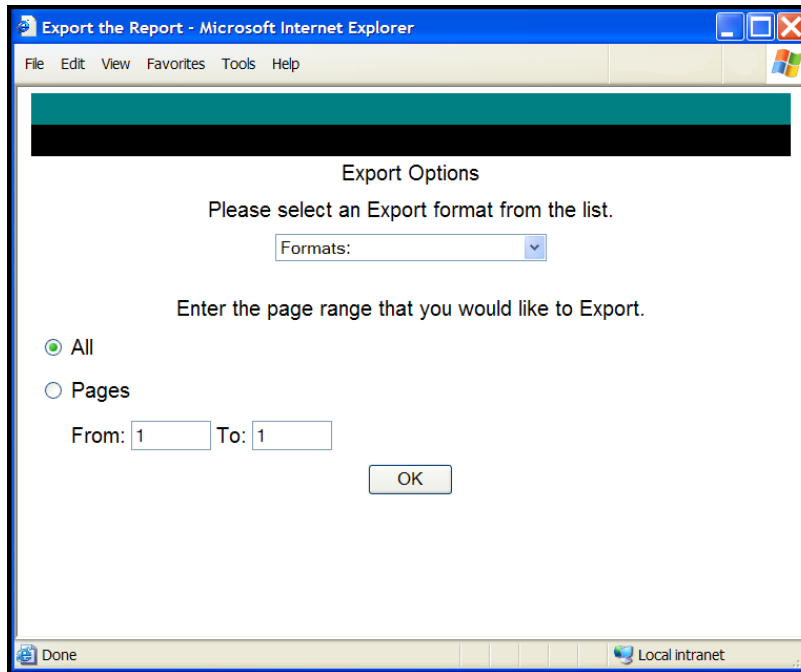 Export the Report - Microsoft Internet Explorer
File Edit View Favorites Tools Help
Export Options
Please select an Export format from the list.
Formats:
Enter the page range that you would like to Export.
All
Pages
From: 1 To: 1
OK
Done Local intranet